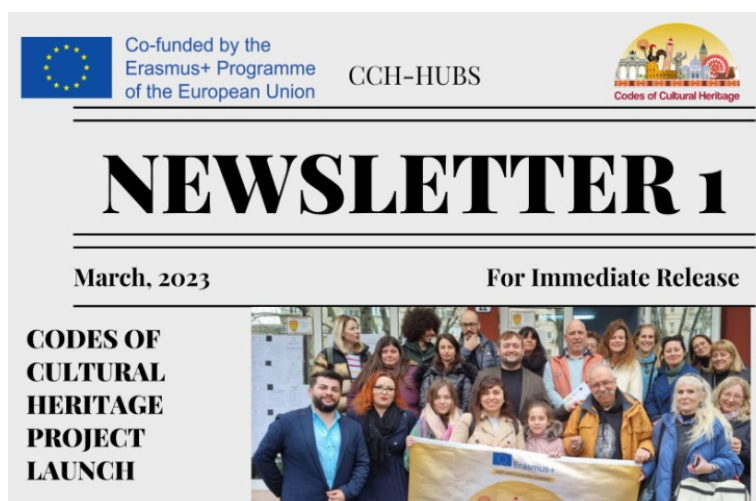 Co-funded by the
Erasmus+ Programme
of the European Union
CCH-HUBS
Codes of Cultural Heritage
NEWSLETTER 1
March, 2023
For Immediate Release
CODES OF
CULTURAL
HERITAGE
PROJECT
LAUNCH
Erasmus+